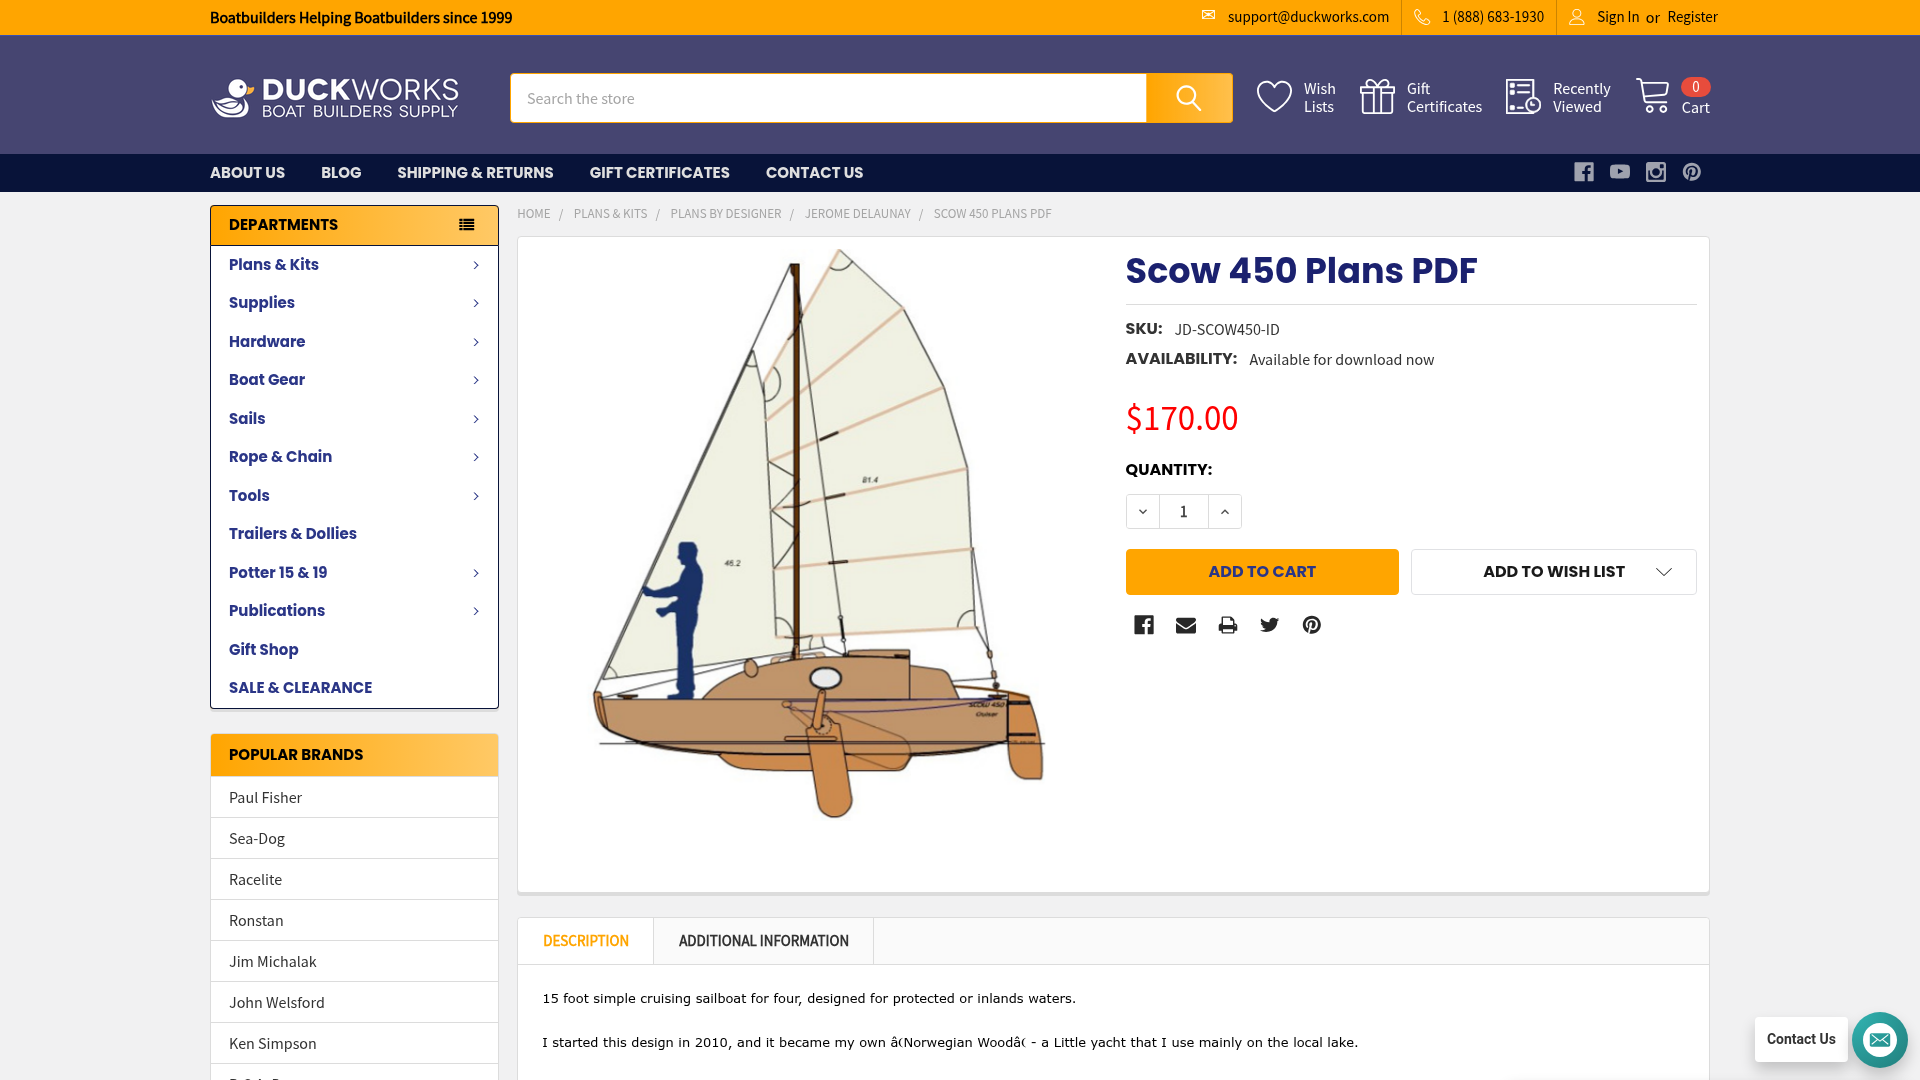 Boatbuilders Helping Boatbuilders since 1999
support@duckworks.com
1 (888) 683-1930
Sign In or Register
DUCKWORKS
BOAT BUILDERS SUPPLY
Search the store
Wish
Lists
Gift
Certificates
Recently
Viewed
0
Cart
ABOUT US
BLOG
SHIPPING & RETURNS
GIFT CERTIFICATES
CONTACT US
DEPARTMENTS
Plans & Kits
Supplies
Hardware
Boat Gear
Sails
Rope & Chain
Tools
Trailers & Dollies
Potter 15 & 19
Publications
Gift Shop
SALE & CLEARANCE
POPULAR BRANDS
Paul Fisher
Sea-Dog
Racelite
Ronstan
Jim Michalak
John Welsford
Ken Simpson
HOME / PLANS & KITS / PLANS BY DESIGNER / JEROME DELAUNAY / SCOW 450 PLANS PDF
81.4
46.2
SCOW 450
Scow 450 Plans PDF
SKU: JD-SCOW450-ID
AVAILABILITY: Available for download now
$170.00
QUANTITY:
1
ADD TO CART
ADD TO WISH LIST
DESCRIPTION
ADDITIONAL INFORMATION
15 foot simple cruising sailboat for four, designed for protected or inlands waters.
I started this design in 2010, and it became my own â(Norwegian Woodâ( - a Little yacht that I use mainly on the local lake.
Contact Us